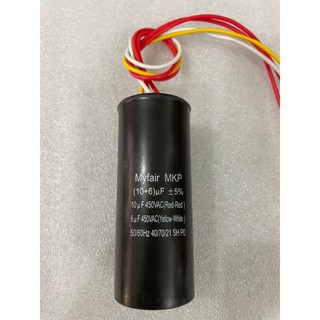 Myfair MKP
(10+6)μF ±5%
10μF 450VAC(Red-Red)
6μF 450VAC(Yellow-White)
50/60Hz 40/70/21 SH P0